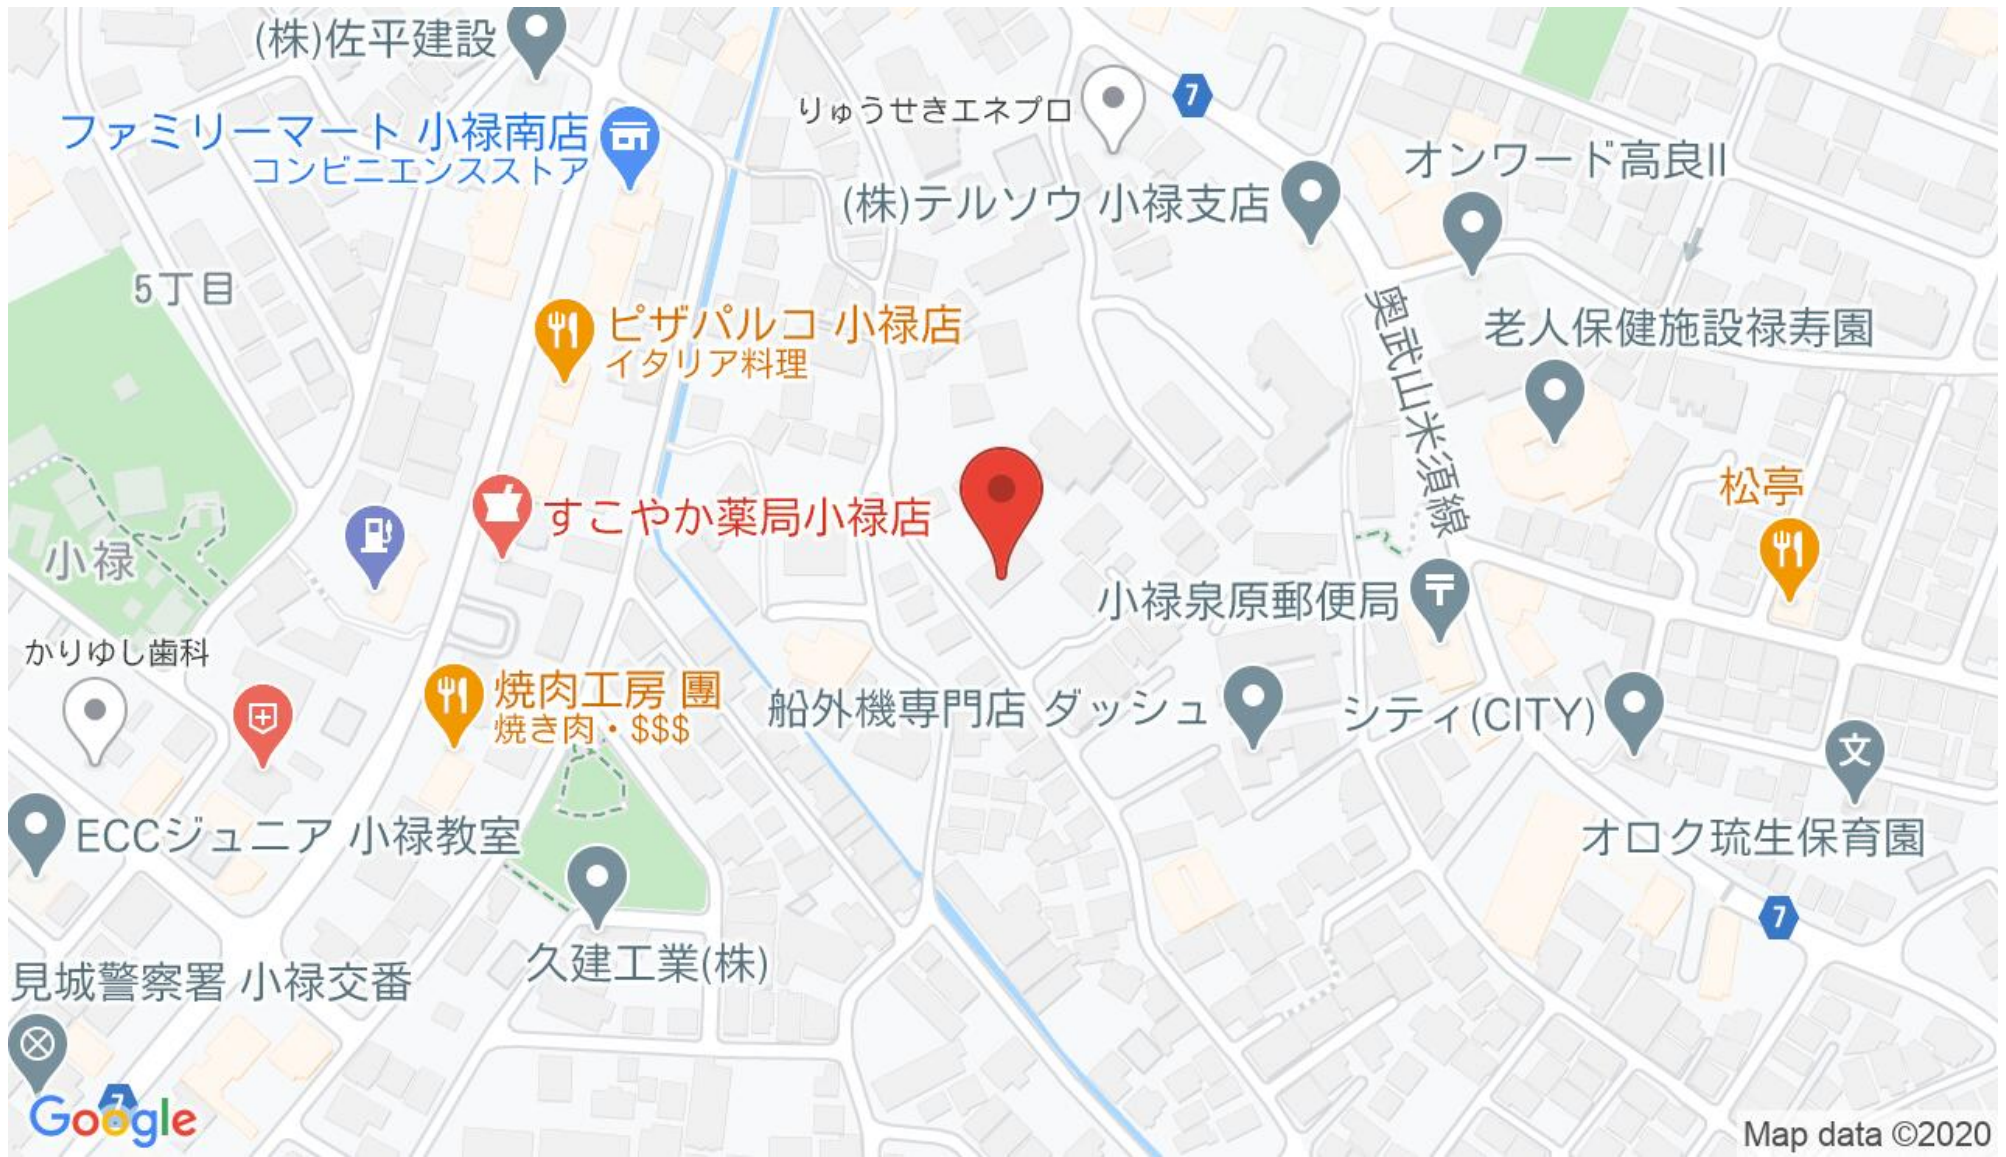 (株)佐平建設
りゅうせきエネプロ
7
ファミリーマート 小禄南店
コンビニエンスストア
オンワード高良II
(株)テルソウ 小禄支店
5丁目
ピザパルコ 小禄店
イタリア料理
奥武山米須線
老人保健施設禄寿園
松亭
すこやか薬局小禄店
小禄
小禄泉原郵便局
かりゆし歯科
焼肉工房 團
焼き肉・$$$
船外機専門店 ダッシュ
シティ(CITY)
文
ECCジュニア 小禄教室
オロク琉生保育園
7
久建工業(株)
見城警察署 小禄交番
7
Google
Map data ©2020